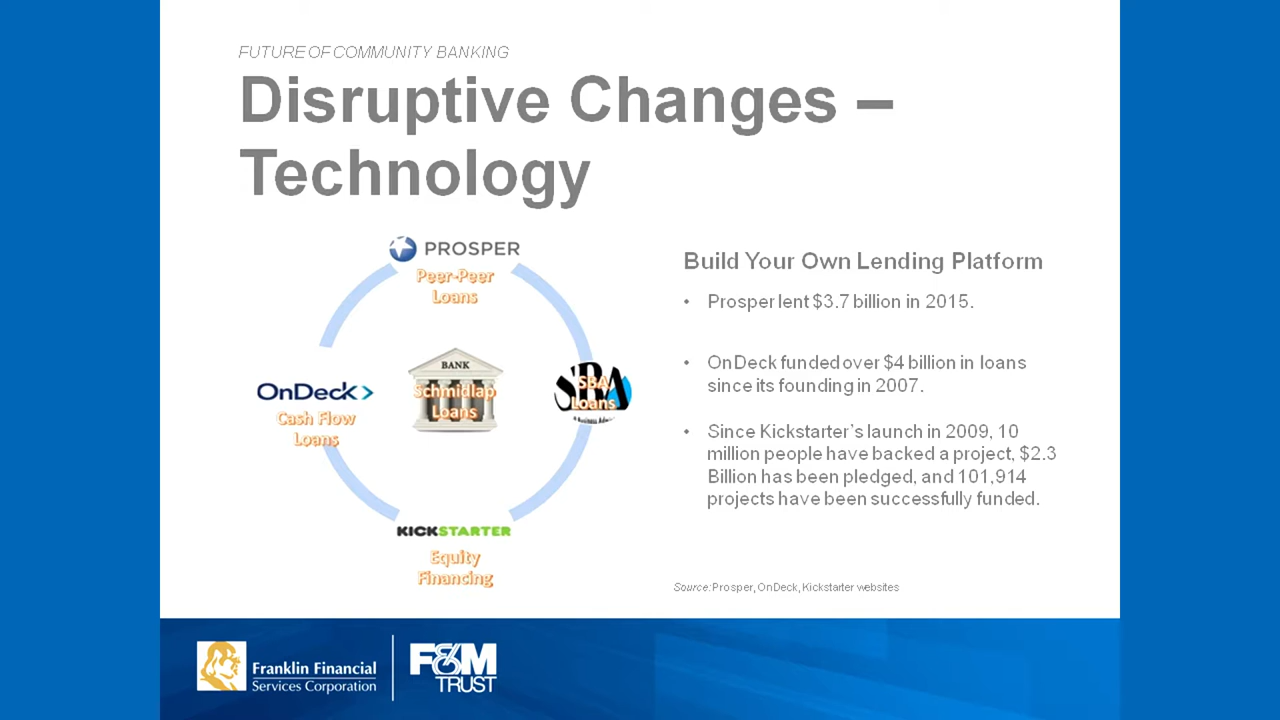 FUTURE OF COMMUNITY BANKING
Disruptive Changes –
Technology
PROSPER
Peer-Peer
Loans
OnDeck
Cash Flow
Loans
BANK
Schmidlap
Loans
SBA
SBA
Loans
KICKSTARTER
Equity
Financing
Build Your Own Lending Platform
• Prosper lent $3.7 billion in 2015.
• OnDeck funded over $4 billion in loans
since its founding in 2007.
• Since Kickstarter’s launch in 2009, 10
million people have backed a project, $2.3
Billion has been pledged, and 101,914
projects have been successfully funded.
Source: Prosper, OnDeck, Kickstarter websites
Franklin Financial
Services Corporation
F&M
TRUST